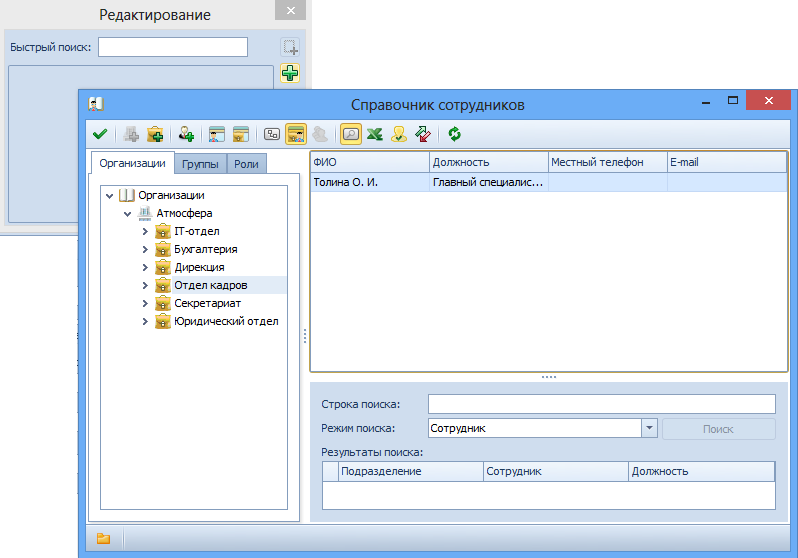 Редактирование
Быстрый поиск:
Справочник сотрудников
Организации Группы Роли
Организации
Атмосфера
IT-отдел
Бухгалтерия
Дирекция
Отдел кадров
Секретариат
Юридический отдел
ФИО Должность Местный телефон E-mail
Толина О. И. Главный специалис...
Строка поиска:
Режим поиска: Сотрудник Поиск
Результаты поиска:
Подразделение Сотрудник Должность